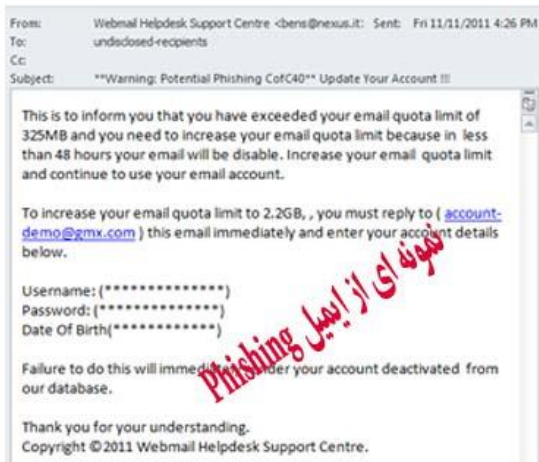 From: Webmail Helpdesk Support Centre <bens@nexus.it: Sent: Fri 11/11/2011 4:26 PM
To: undisclosed-recipients
Cc:
Subject: **Warning: Potential Phishing CofC40** Update Your Account !!!
This is to inform you that you have exceeded your email quota limit of
325MB and you need to increase your email quota limit because in less
than 48 hours your email will be disable. Increase your email quota limit
and continue to use your email account.
To increase your email quota limit to 2.2GB, , you must reply to ( account-
demo@gmx.com ) this email immediately and enter your account details
below.
Username: (**************)
Password: (**************)
Date Of Birth(*************)
Failure to do this will your account deactivated from
our database.
Thank you for your understanding.
Copyright ©2011 Webmail Helpdesk Support Centre.
نمونه ای از ایمیل Phishing